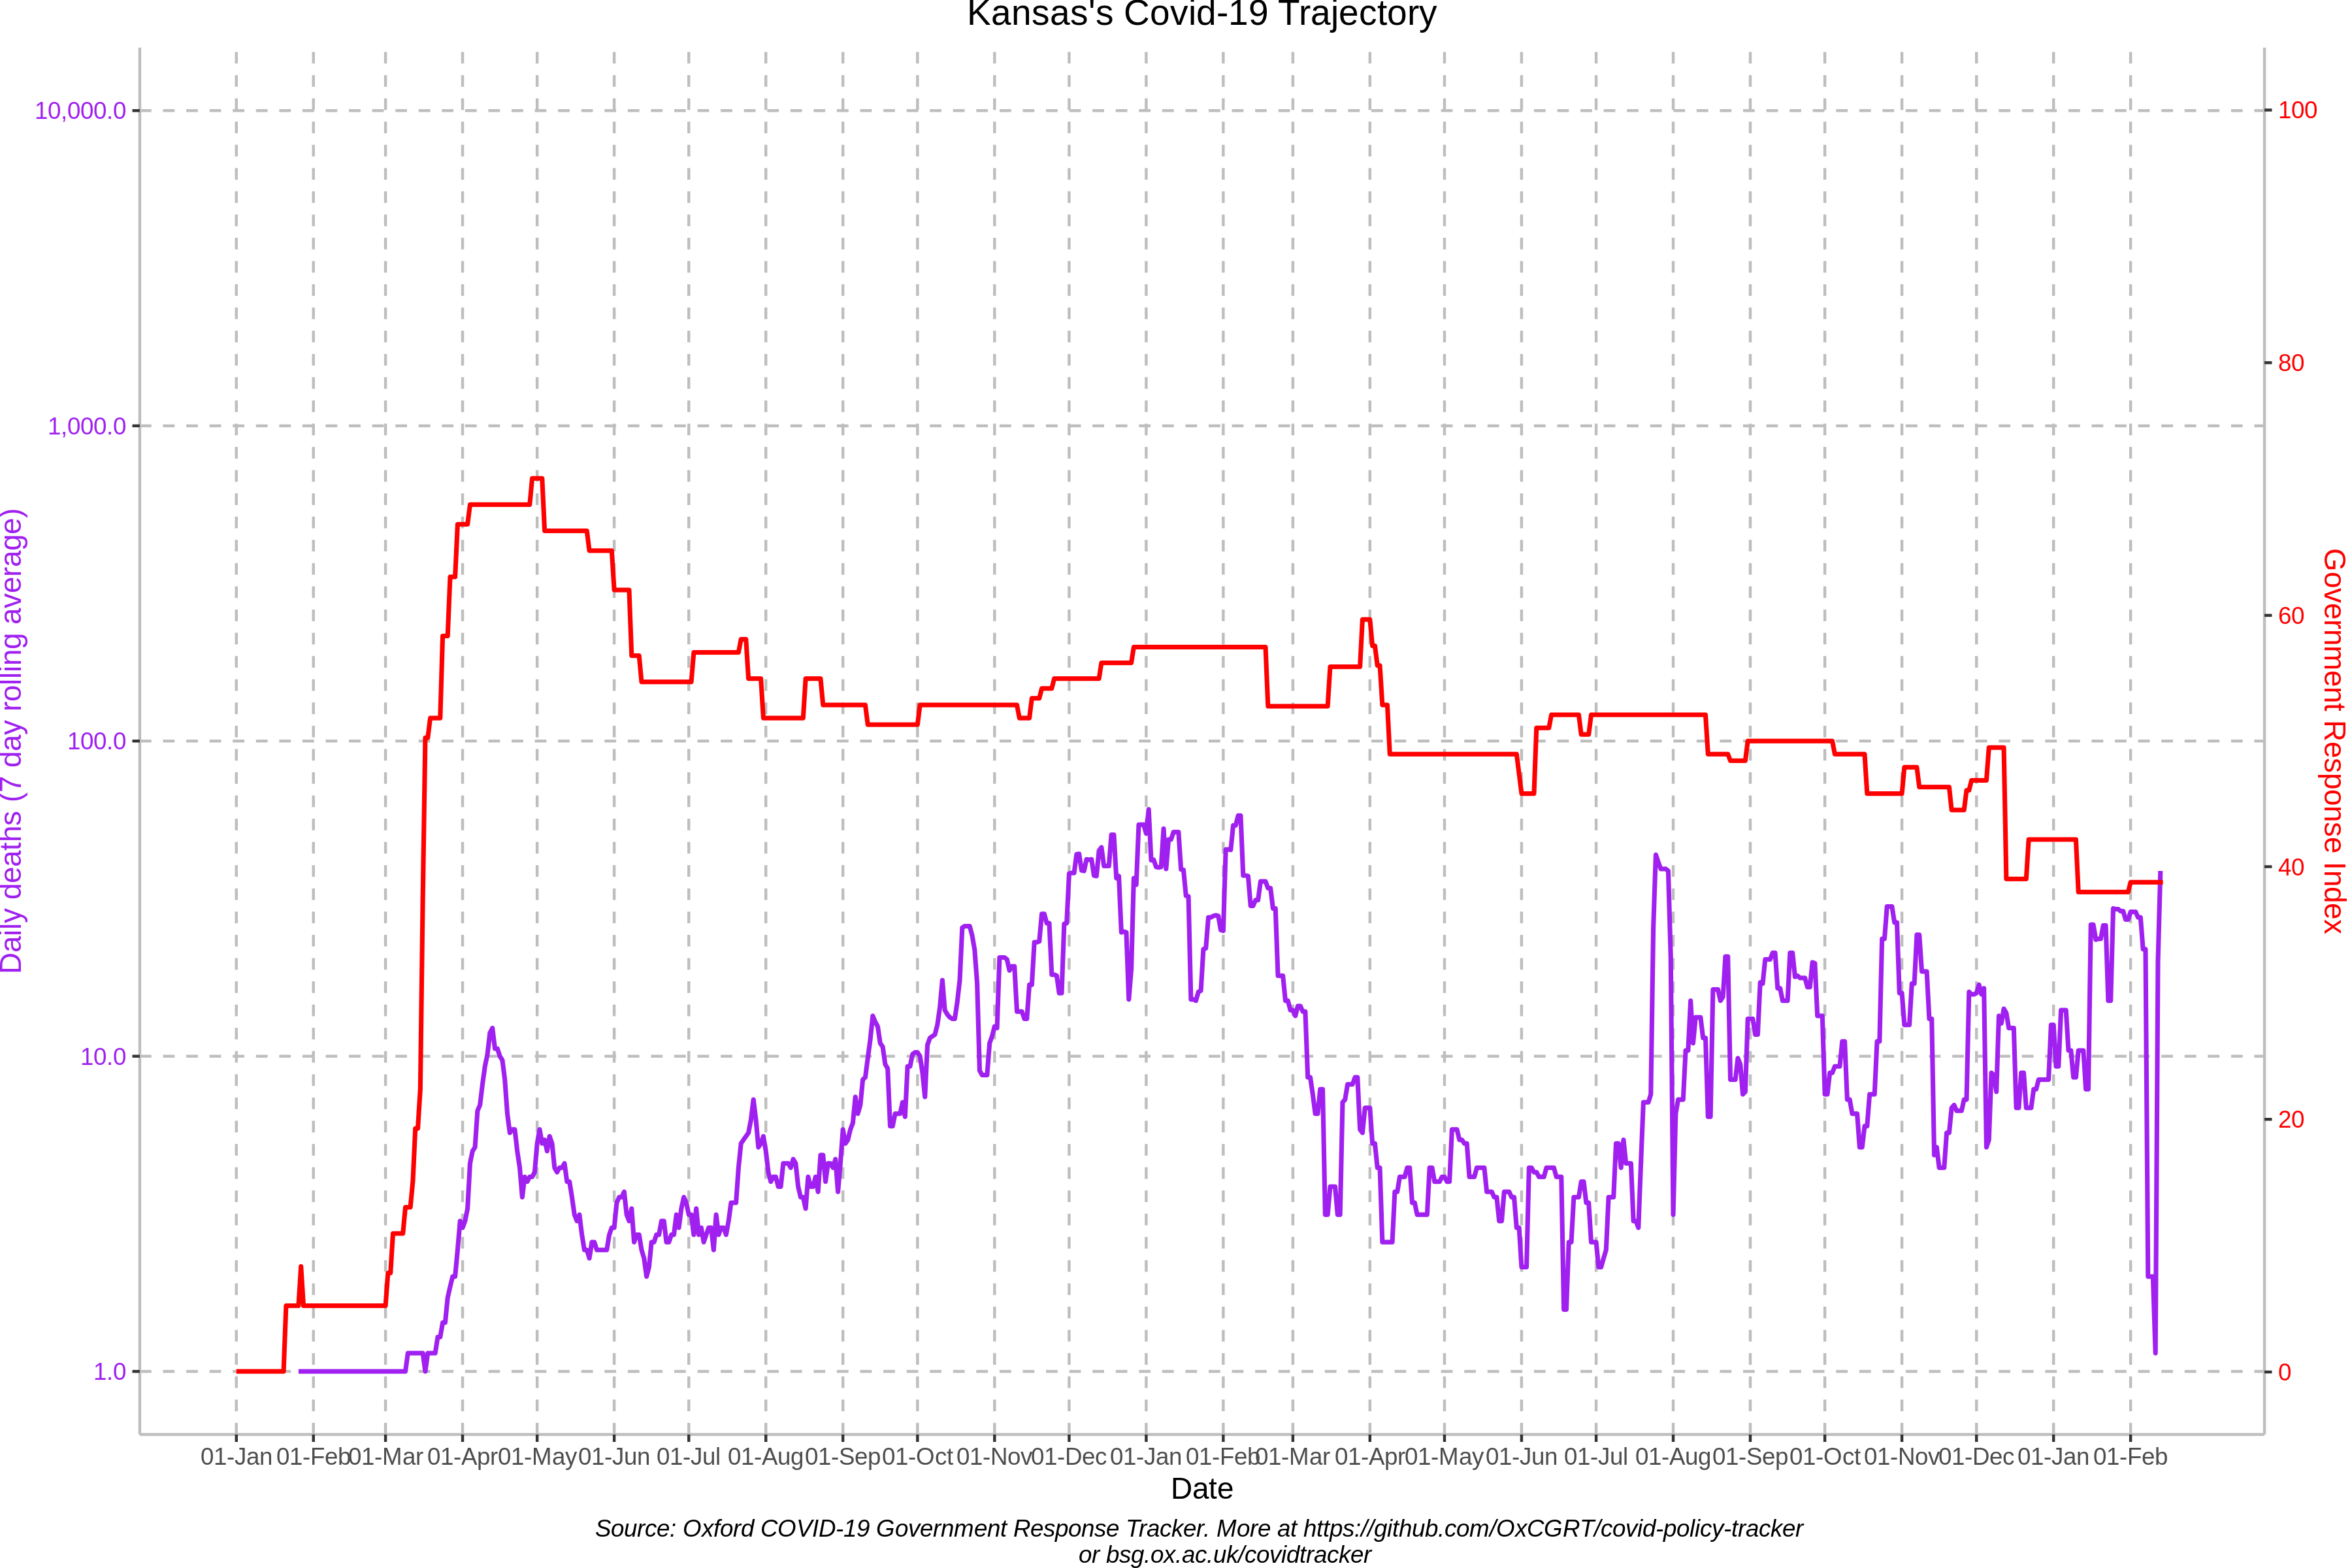 Kansas's Covid-19 Trajectory
10,000.0
1,000.0
100.0
10.0
1.0
Daily deaths (7 day rolling average)
100
80
60
40
20
0
Government Response Index
01-Jan 01-Feb 01-Mar 01-Apr 01-May 01-Jun 01-Jul 01-Aug 01-Sep 01-Oct 01-Nov 01-Dec 01-Jan 01-Feb 01-Mar 01-Apr 01-May 01-Jun 01-Jul 01-Aug 01-Sep 01-Oct 01-Nov 01-Dec 01-Jan 01-Feb
Date
Source: Oxford COVID-19 Government Response Tracker. More at https://github.com/OxCGRT/covid-policy-tracker
or bsg.ox.ac.uk/covidtracker